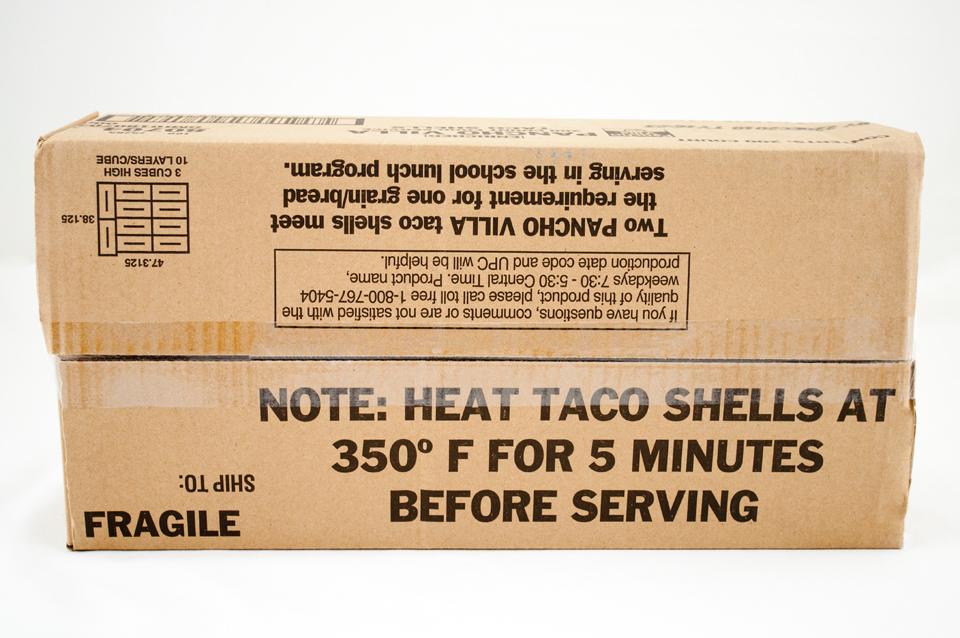 NOTE: HEAT TACO SHELLS AT
350º F FOR 5 MINUTES
BEFORE SERVING
FRAGILE
SHIP TO:
If you have questions, comments or are not satisfied with the
quality of this product, please call toll free 1-800-767-5404
weekdays 7:30 - 5:30 Central Time. Product name,
production date code and UPC will be helpful.
Two PANCHO VILLA taco shells meet
the requirement for one grain/bread
serving in the school lunch program.
47.3125
38.125
3 CUBES HIGH
10 LAYERS/CUBE
PANCHO VILLA